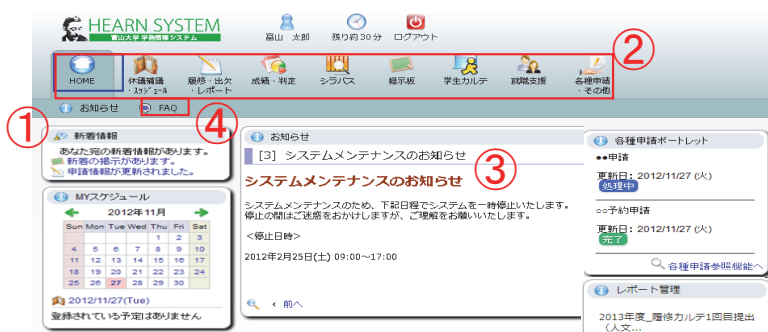 HEARN SYSTEM
富山大学 学務情報システム
富山 太郎
残り約30分
ログアウト
②
HOME
休講補講
・スケジュール
履修・出欠
・レポート
成績・判定
シラバス
掲示板
学生カルテ
就職支援
各種申請
・その他
お知らせ
FAQ
①
④
新着情報
あなた宛の新着情報があります。
新着の掲示があります。
申請情報が更新されました。
MYスケジュール
2012年11月
Sun Mon Tue Wed Thu Fri Sat
1 2 3
4 5 6 7 8 9 10
11 12 13 14 15 16 17
18 19 20 21 22 23 24
25 26 27 28 29 30
2012/11/27(Tue)
登録されている予定はありません
お知らせ
[3] システムメンテナンスのお知らせ
③
システムメンテナンスのお知らせ
システムメンテナンスのため、下記日程でシステムを一時停止いたします。
停止の間はご迷惑をおかけしますが、ご理解をお願いいたします。
<停止日時>
2012年2月25日(土) 09:00~17:00
< 前へ
各種申請ポートレット
●●申請
更新日: 2012/11/27 (火)
処理中
○○予約申請
更新日: 2012/11/27 (火)
完了
各種申請参照機能へ
レポート管理
2013年度_履修カルテ1回目提出
(人文...